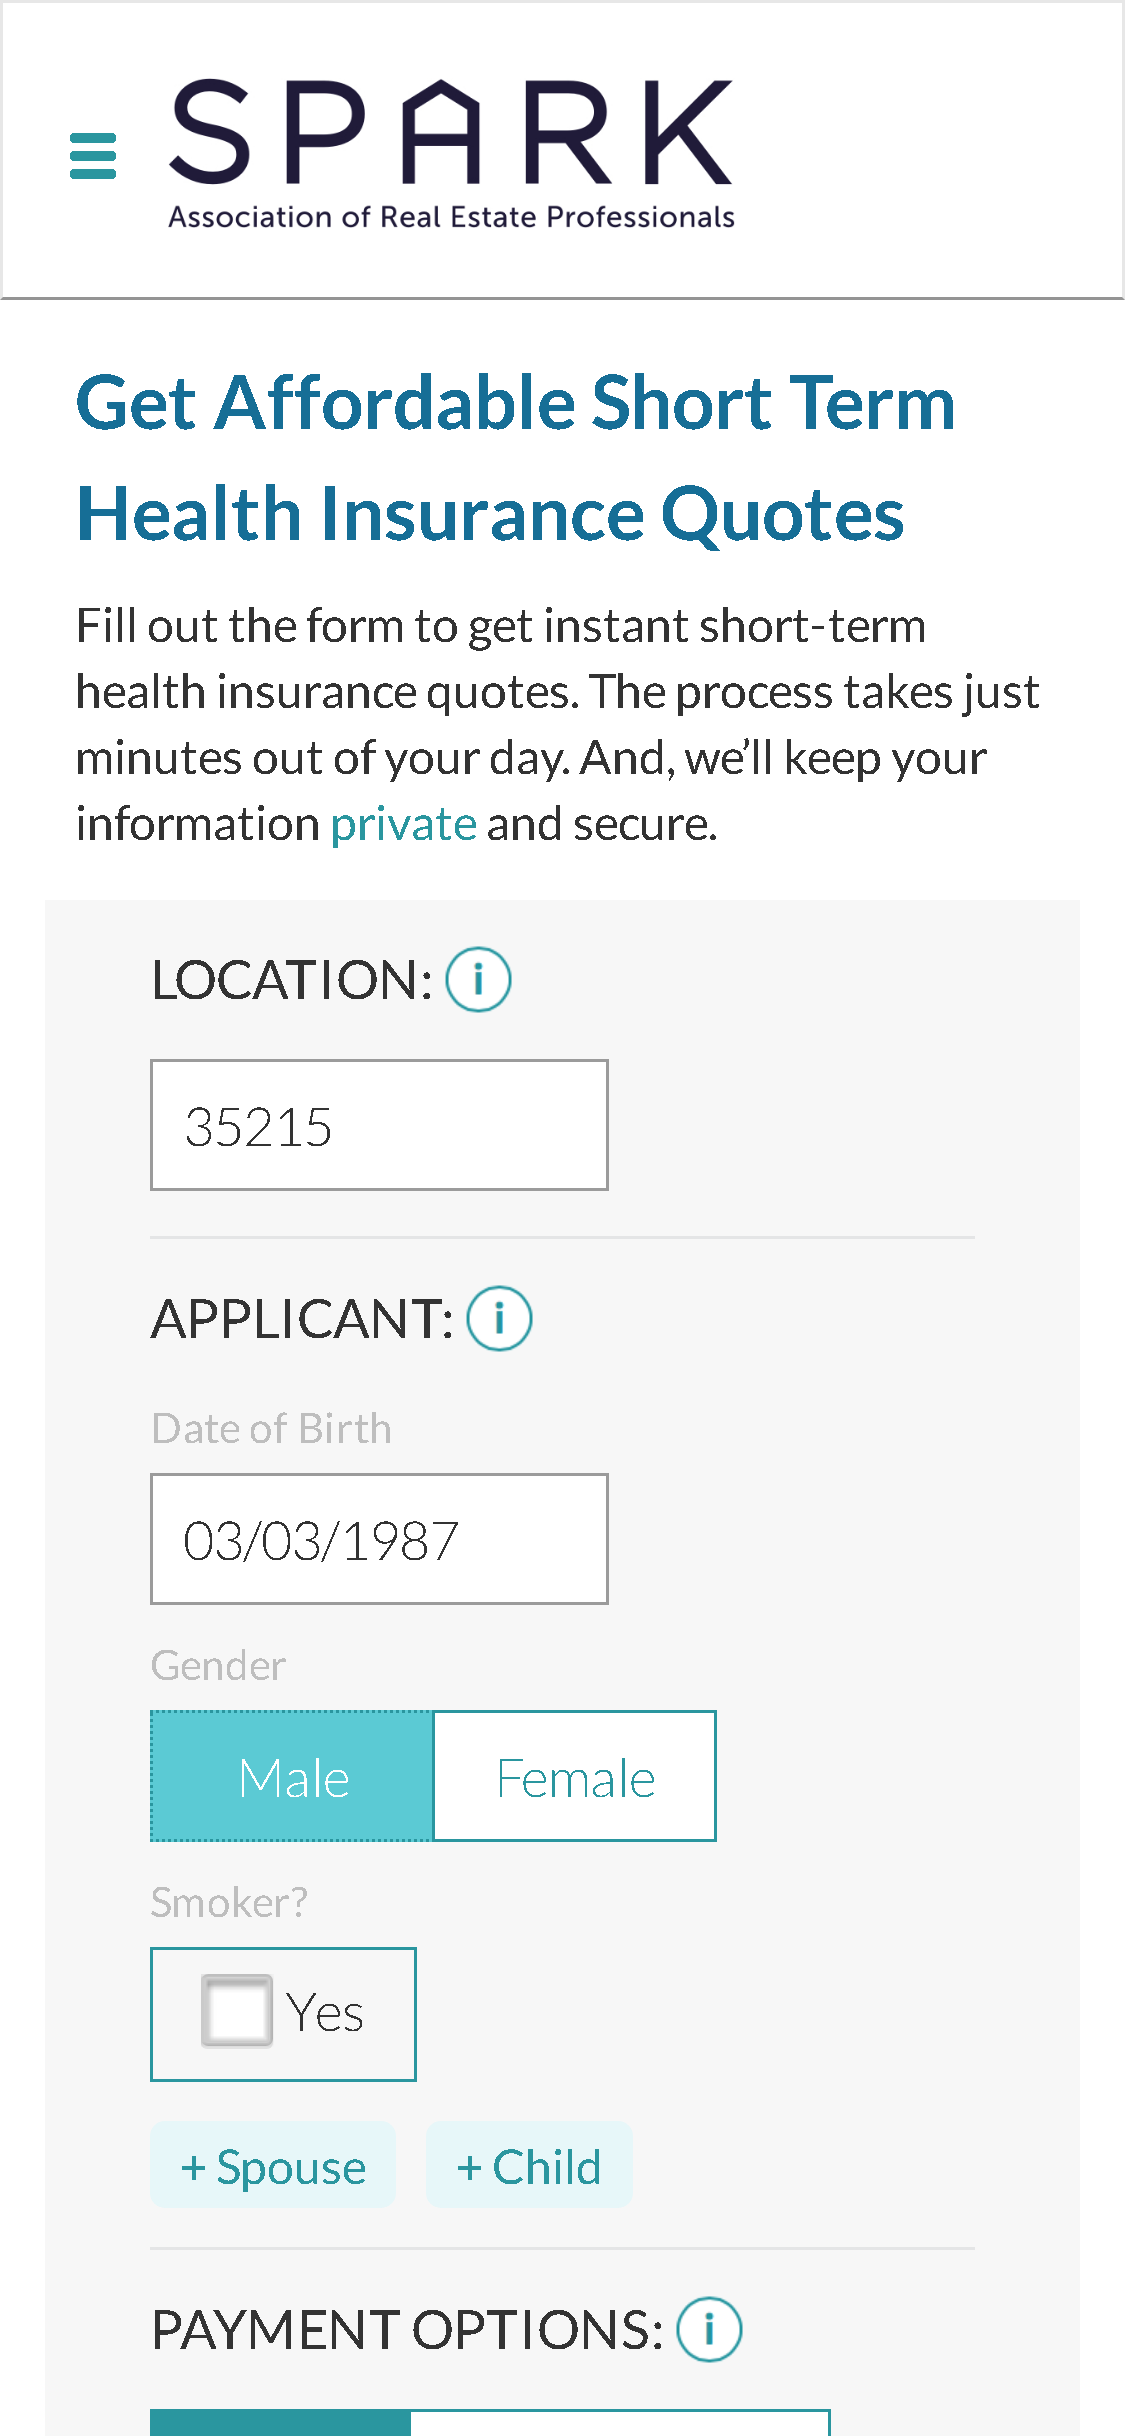 SPARK
Association of Real Estate Professionals
Get Affordable Short Term
Health Insurance Quotes
Fill out the form to get instant short-term
health insurance quotes. The process takes just
minutes out of your day. And, we’ll keep your
information private and secure.
LOCATION: i
35215
APPLICANT: i
Date of Birth
03/03/1987
Gender
Male Female
Smoker?
Yes
+ Spouse + Child
PAYMENT OPTIONS: i